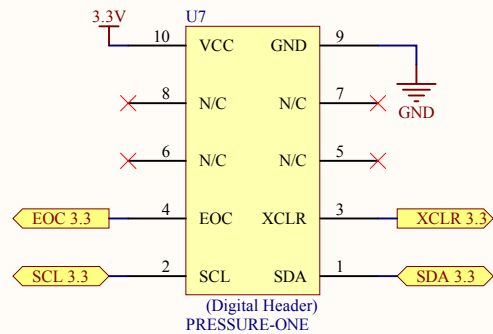 3.3V
U7
10 VCC GND 9
GND
8 N/C N/C 7
6 N/C N/C 5
EOC 3.3 4 EOC XCLR 3 XCLR 3.3
SCL 3.3 2 SCL SDA 1 SDA 3.3
(Digital Header)
PRESSURE-ONE